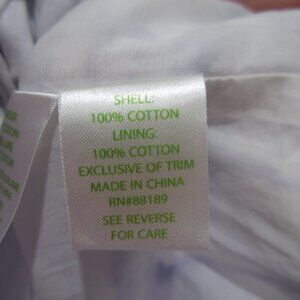 SHELL:
100% COTTON
LINING:
100% COTTON
EXCLUSIVE OF TRIM
MADE IN CHINA
RN#88189
SEE REVERSE
FOR CARE